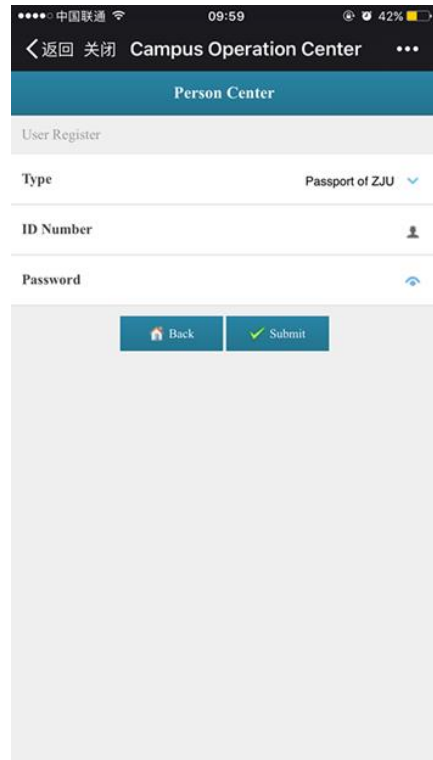 中国联通 09:59 42%
返回 关闭 Campus Operation Center
Person Center
User Register
Type Passport of ZJU
ID Number
Password
Back Submit